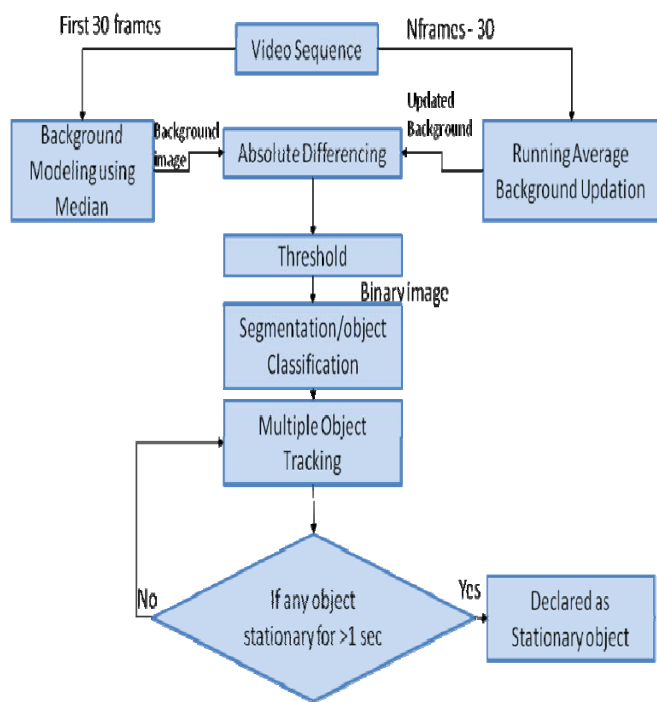 First 30 frames
Nframes - 30
Video Sequence
Updated
Background
Background
image
Background
Modeling using
Median
Absolute Differencing
Running Average
Background Updation
Threshold
Binary image
Segmentation/object
Classification
Multiple Object
Tracking
No
If any object
stationary for >1 sec
Yes
Declared as
Stationary object